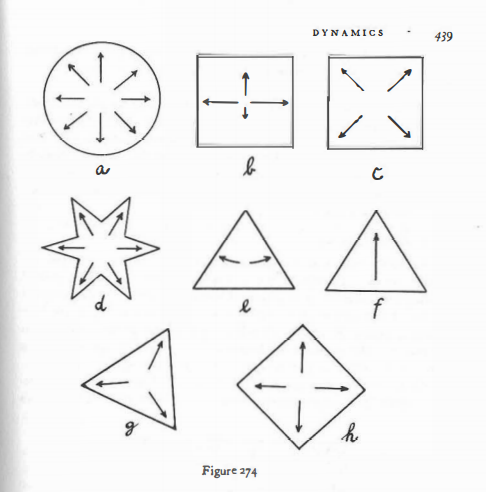 DYNAMICS - 439
a b c
d e f
g h
Figure 274